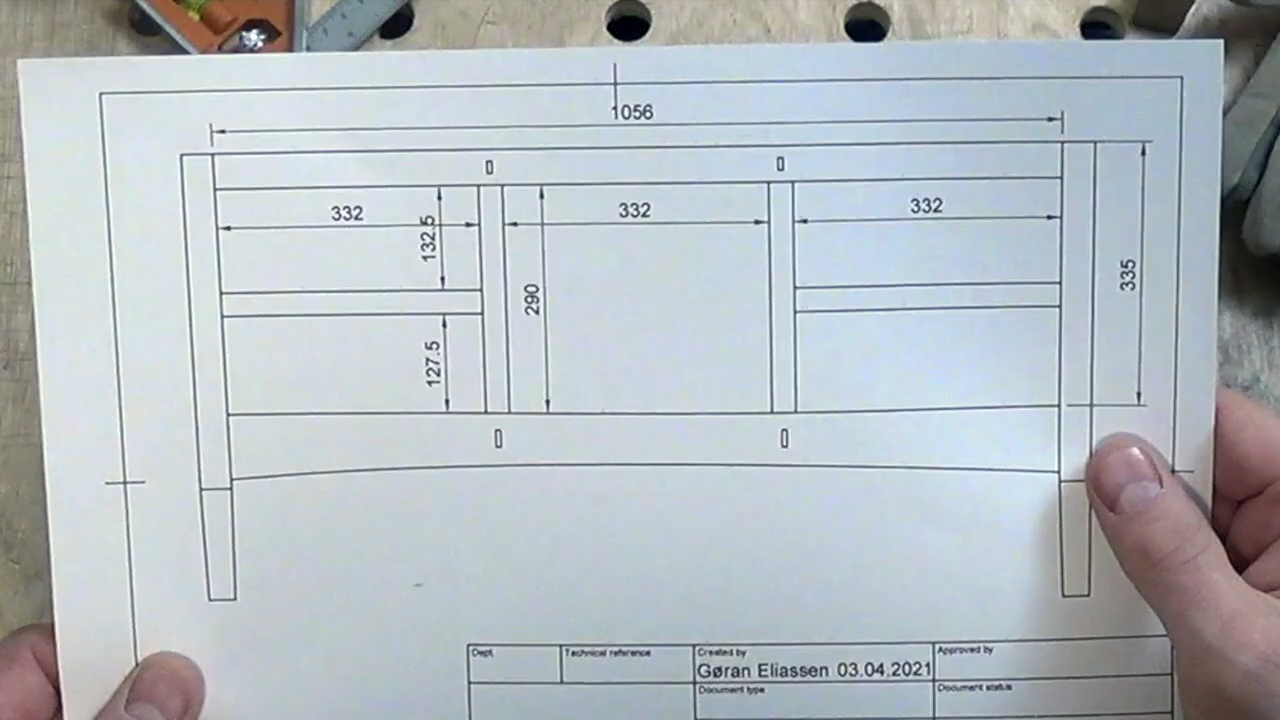 1056
332
332
332
132.5
290
335
127.5
Dept.
Technical reference
Created by
Approved by
Gøran Eliassen 03.04.2021
Document type
Document status